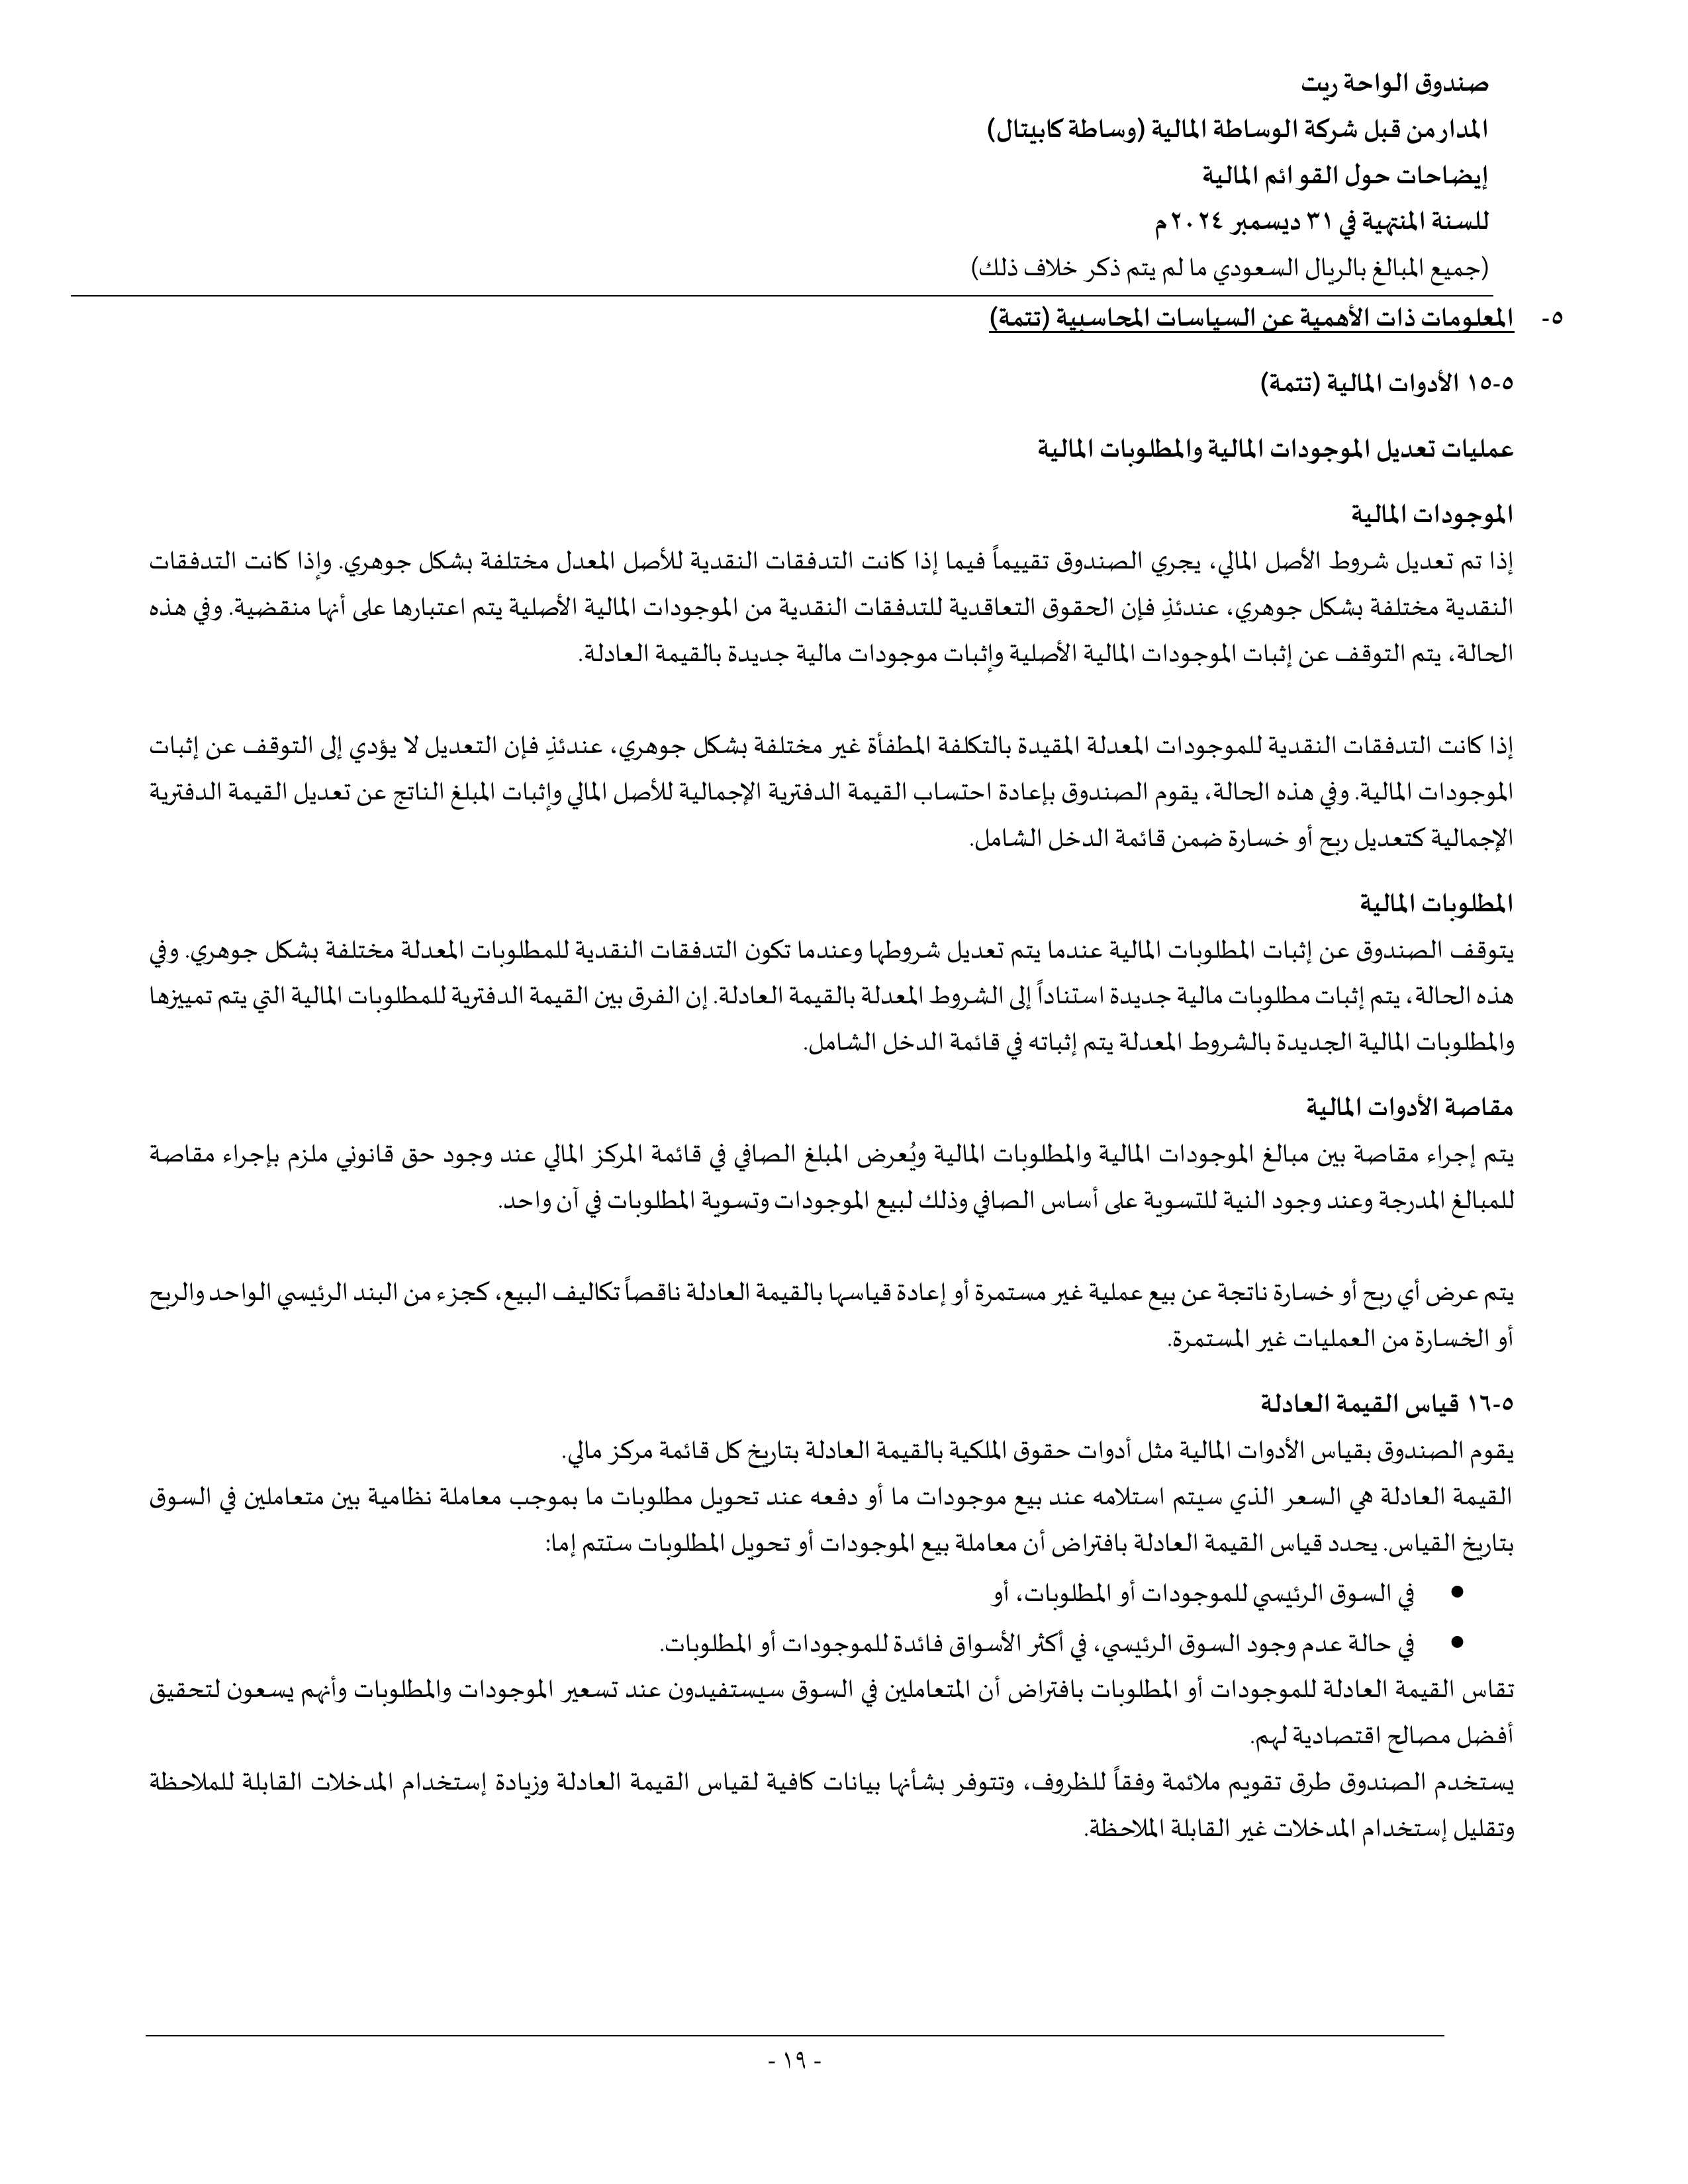 صندوق الواحة ريت
المدار من قبل شركة الوساطة المالية (وساطة كابيتال)
إيضاحات حول القوائم المالية
للسنة المنتهية في ٣١ ديسمبر ٢٠٢٤م
(جميع المبالغ بالريال السعودي ما لم يتم ذكر خلاف ذلك)
٥- المعلومات ذات الأهمية عن السياسات المحاسبية (تتمة)
٥-١٥ الأدوات المالية (تتمة)
عمليات تعديل الموجودات المالية والمطلوبات المالية
الموجودات المالية
إذا تم تعديل شروط الأصل المالي، يجري الصندوق تقييماً فيما إذا كانت التدفقات النقدية للأصل المعدل مختلفة بشكل جوهري. وإذا كانت التدفقات
النقدية مختلفة بشكل جوهري، عندئذِ فإن الحقوق التعاقدية للتدفقات النقدية من الموجودات المالية الأصلية يتم اعتبارها على أنها منقضية. وفي هذه
الحالة، يتم التوقف عن إثبات الموجودات المالية الأصلية وإثبات موجودات مالية جديدة بالقيمة العادلة.
إذا كانت التدفقات النقدية للموجودات المعدلة المقيدة بالتكلفة المطفأة غير مختلفة بشكل جوهري، عندئذِ فإن التعديل لا يؤدي إلى التوقف عن إثبات
الموجودات المالية. وفي هذه الحالة، يقوم الصندوق بإعادة احتساب القيمة الدفترية الإجمالية للأصل المالي وإثبات المبلغ الناتج عن تعديل القيمة الدفترية
الإجمالية كتعديل ربح أو خسارة ضمن قائمة الدخل الشامل.
المطلوبات المالية
يتوقف الصندوق عن إثبات المطلوبات المالية عندما يتم تعديل شروطها وعندما تكون التدفقات النقدية للمطلوبات المعدلة مختلفة بشكل جوهري. وفي
هذه الحالة، يتم إثبات مطلوبات مالية جديدة استناداً إلى الشروط المعدلة بالقيمة العادلة. إن الفرق بين القيمة الدفترية للمطلوبات المالية التي يتم تمييزها
والمطلوبات المالية الجديدة بالشروط المعدلة يتم إثباته في قائمة الدخل الشامل.
مقاصة الأدوات المالية
يتم إجراء مقاصة بين مبالغ الموجودات المالية والمطلوبات المالية ويُعرض المبلغ الصافي في قائمة المركز المالي عند وجود حق قانوني ملزم بإجراء مقاصة
للمبالغ المدرجة وعند وجود النية للتسوية على أساس الصافي وذلك لبيع الموجودات وتسوية المطلوبات في آن واحد.
يتم عرض أي ربح أو خسارة ناتجة عن بيع عملية غير مستمرة أو إعادة قياسها بالقيمة العادلة ناقصاً تكاليف البيع، كجزء من البند الرئيسي الواحد والربح
أو الخسارة من العمليات غير المستمرة.
٥-١٦ قياس القيمة العادلة
يقوم الصندوق بقياس الأدوات المالية مثل أدوات حقوق الملكية بالقيمة العادلة بتاريخ كل قائمة مركز مالي.
القيمة العادلة هي السعر الذي سيتم استلامه عند بيع موجودات ما أو دفعه عند تحويل مطلوبات ما بموجب معاملة نظامية بين متعاملين في السوق
بتاريخ القياس. يحدد قياس القيمة العادلة بافتراض أن معاملة بيع الموجودات أو تحويل المطلوبات ستتم إما:
● في السوق الرئيسي للموجودات أو المطلوبات، أو
● في حالة عدم وجود السوق الرئيسي، في أكثر الأسواق فائدة للموجودات أو المطلوبات.
تقاس القيمة العادلة للموجودات أو المطلوبات بافتراض أن المتعاملين في السوق سيستفيدون عند تسعير الموجودات والمطلوبات وأنهم يسعون لتحقيق
أفضل مصالح اقتصادية لهم.
يستخدم الصندوق طرق تقويم ملائمة وفقاً للظروف، وتتوفر بشأنها بيانات كافية لقياس القيمة العادلة وزيادة إستخدام المدخلات القابلة للملاحظة
وتقليل إستخدام المدخلات غير القابلة الملاحظة.
- ١٩ -